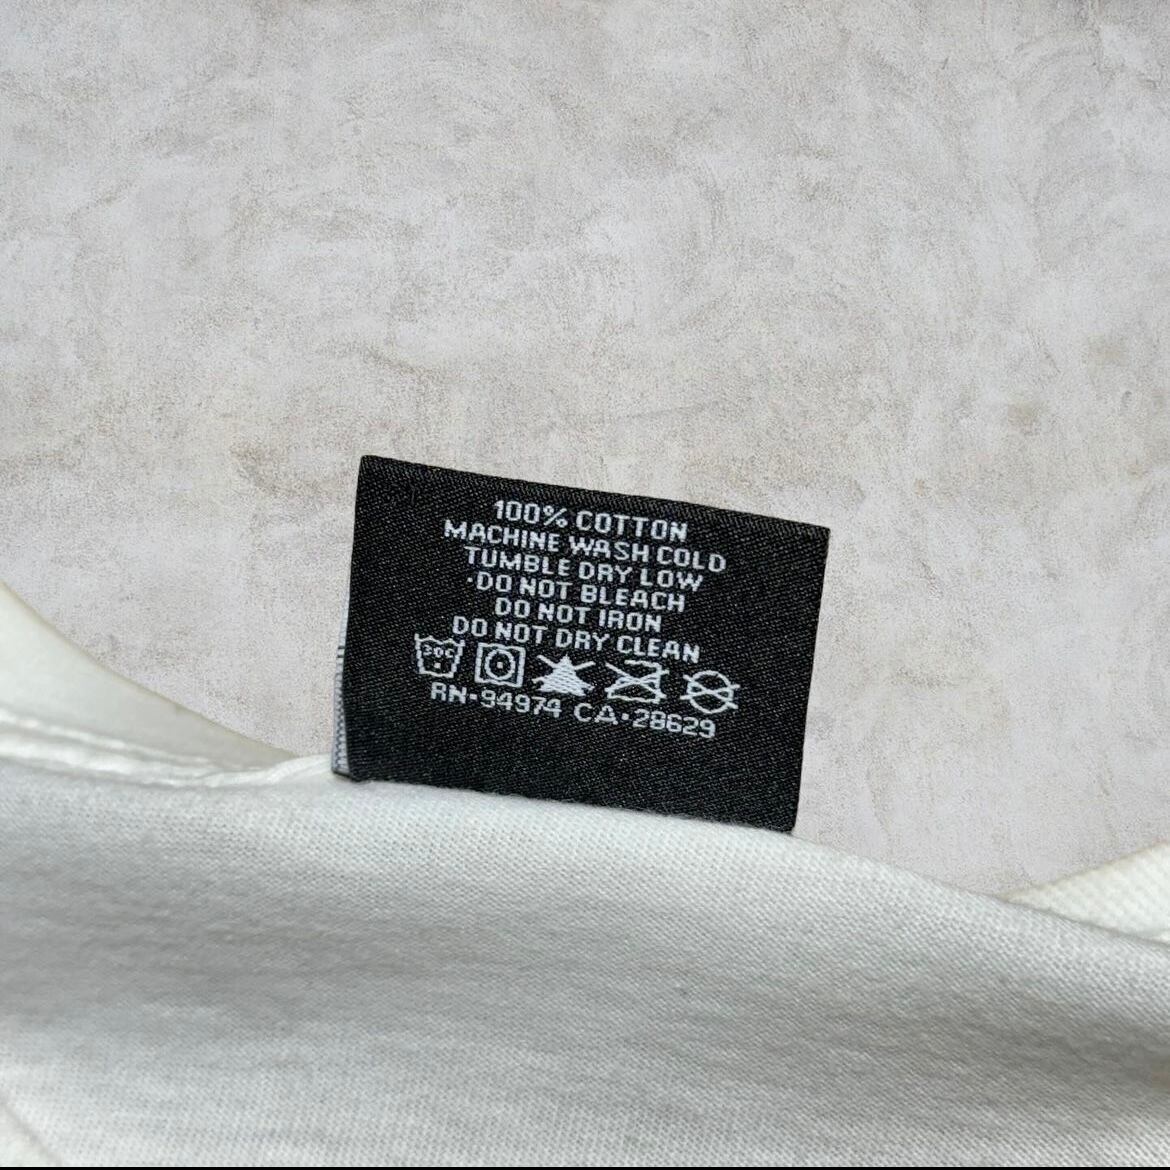 100% COTTON
MACHINE WASH COLD
TUMBLE DRY LOW
·DO NOT BLEACH
DO NOT IRON
DO NOT DRY CLEAN
30C
RN·94974 CA·28629